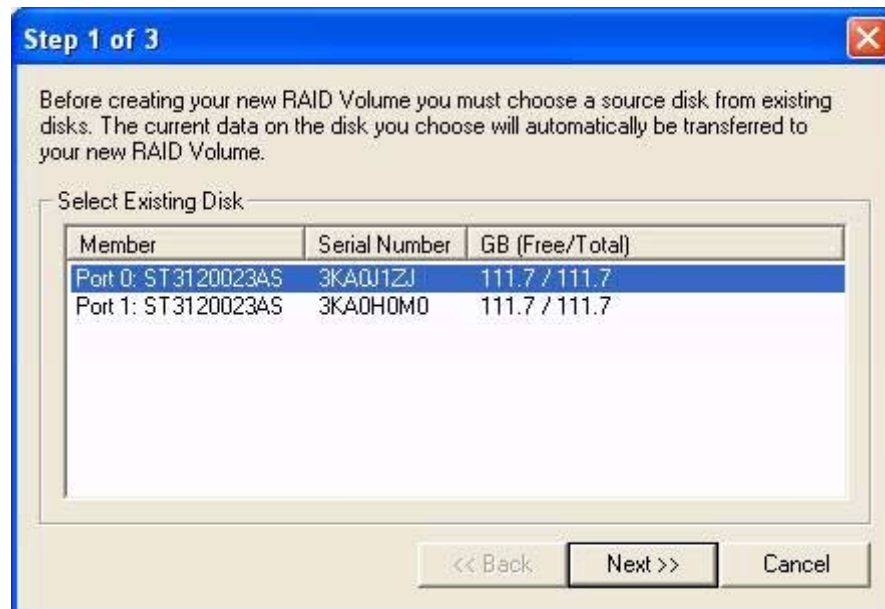 Step 1 of 3
Before creating your new RAID Volume you must choose a source disk from existing
disks. The current data on the disk you choose will automatically be transferred to
your new RAID Volume.
Select Existing Disk
Member Serial Number GB (Free/Total)
Port 0: ST3120023AS 3KA0J1ZJ 111.7 / 111.7
Port 1: ST3120023AS 3KA0H0M0 111.7 / 111.7
<< Back Next >> Cancel